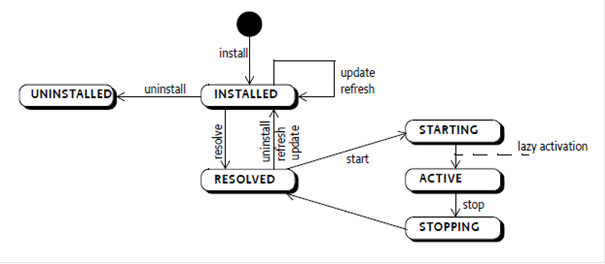 install
update
refresh
UNINSTALLED
uninstall
INSTALLED
resolve
uninstall
refresh
update
STARTING
lazy activation
start
RESOLVED
ACTIVE
stop
STOPPING